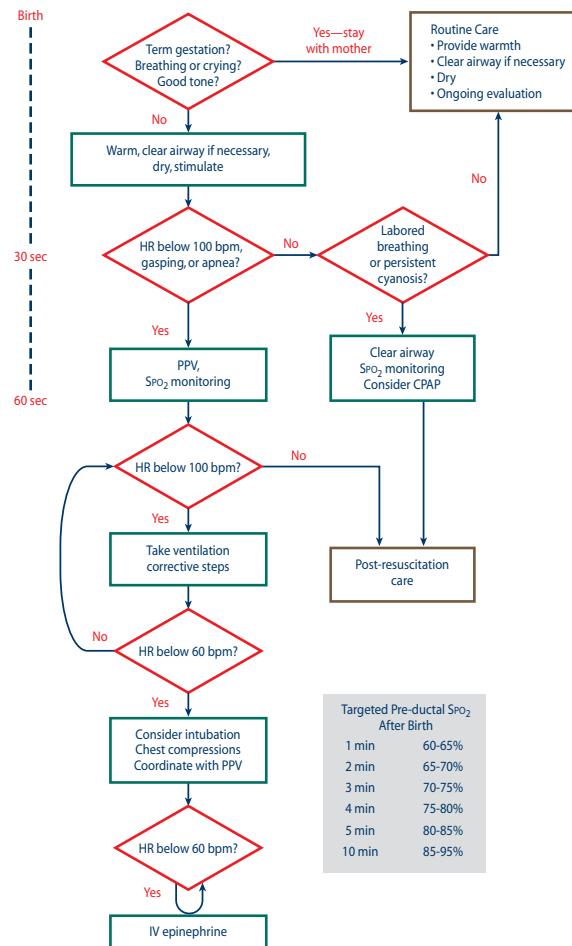 Birth
Term gestation?
Breathing or crying?
Good tone?
Yes—stay
with mother
Routine Care
• Provide warmth
• Clear airway if necessary
• Dry
• Ongoing evaluation
No
Warm, clear airway if necessary,
dry, stimulate
No
30 sec
HR below 100 bpm,
gasping, or apnea?
No
Labored
breathing
or persistent
cyanosis?
Yes
Yes
PPV,
SPO2 monitoring
Clear airway
SPO2 monitoring
Consider CPAP
60 sec
HR below 100 bpm?
No
Yes
Take ventilation
corrective steps
Post-resuscitation
care
No
HR below 60 bpm?
Yes
Consider intubation
Chest compressions
Coordinate with PPV
HR below 60 bpm?
Yes
IV epinephrine
Targeted Pre-ductal SPO2
After Birth
1 min 60-65%
2 min 65-70%
3 min 70-75%
4 min 75-80%
5 min 80-85%
10 min 85-95%